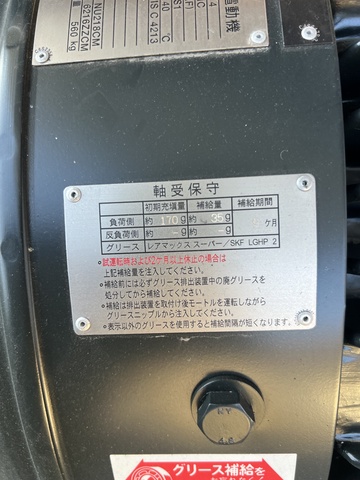 電動機
4
JIS C 4213
NU218CM
6216ZZCM
560 kg
軸受保守
初期充填量 補給量 補給期間
負荷側 約 170 g 約 35 g ヶ月
反負荷側 約 － g 約 － g
グリース レアマックス スーパー／SKF LGHP 2
・試運転時および2ケ月以上休止の場合は
上記補給量を注入してください。
・補給前には必ずグリース排出装置中の廃グリースを
処分してから補給してください。
・補給は排出装置を取付け後モートルを運転しながら
グリースニップルから注入してください。
・表示以外のグリースを使用すると補給間隔が短くなります。
グリース補給を